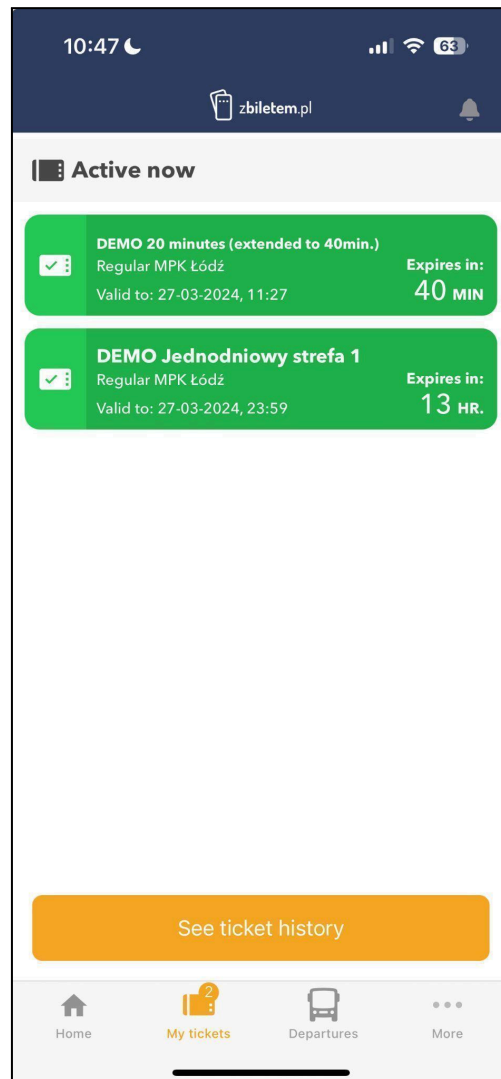 10:47
63
zbiletem.pl
Active now
DEMO 20 minutes (extended to 40min.)
Regular MPK Łódź
Valid to: 27-03-2024, 11:27
Expires in:
40 MIN
DEMO Jednodniowy strefa 1
Regular MPK Łódź
Valid to: 27-03-2024, 23:59
Expires in:
13 HR.
See ticket history
2
Home
My tickets
Departures
More